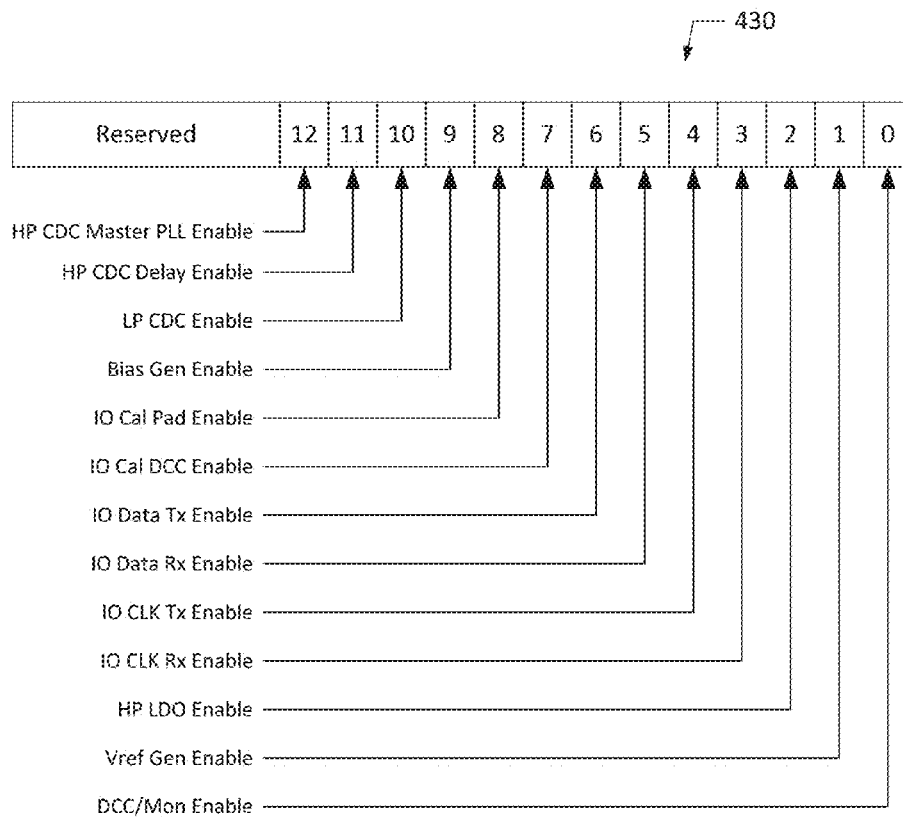 430
Reserved 12 11 10 9 8 7 6 5 4 3 2 1 0
HP CDC Master PLL Enable
HP CDC Delay Enable
LP CDC Enable
Bias Gen Enable
IO Cal Pad Enable
IO Cal DCC Enable
IO Data Tx Enable
IO Data Rx Enable
IO CLK Tx Enable
IO CLK Rx Enable
HP LDO Enable
Vref Gen Enable
DCC/Mon Enable